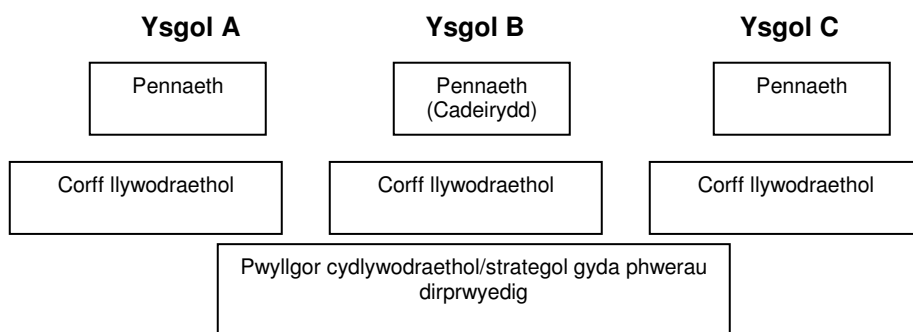 Ysgol A
Ysgol B
Ysgol C
Pennaeth
Pennaeth
(Cadeirydd)
Pennaeth
Corff llywodraethol
Corff llywodraethol
Corff llywodraethol
Pwyllgor cydlywodraethol/strategol gyda phwerau
dirprwyedig